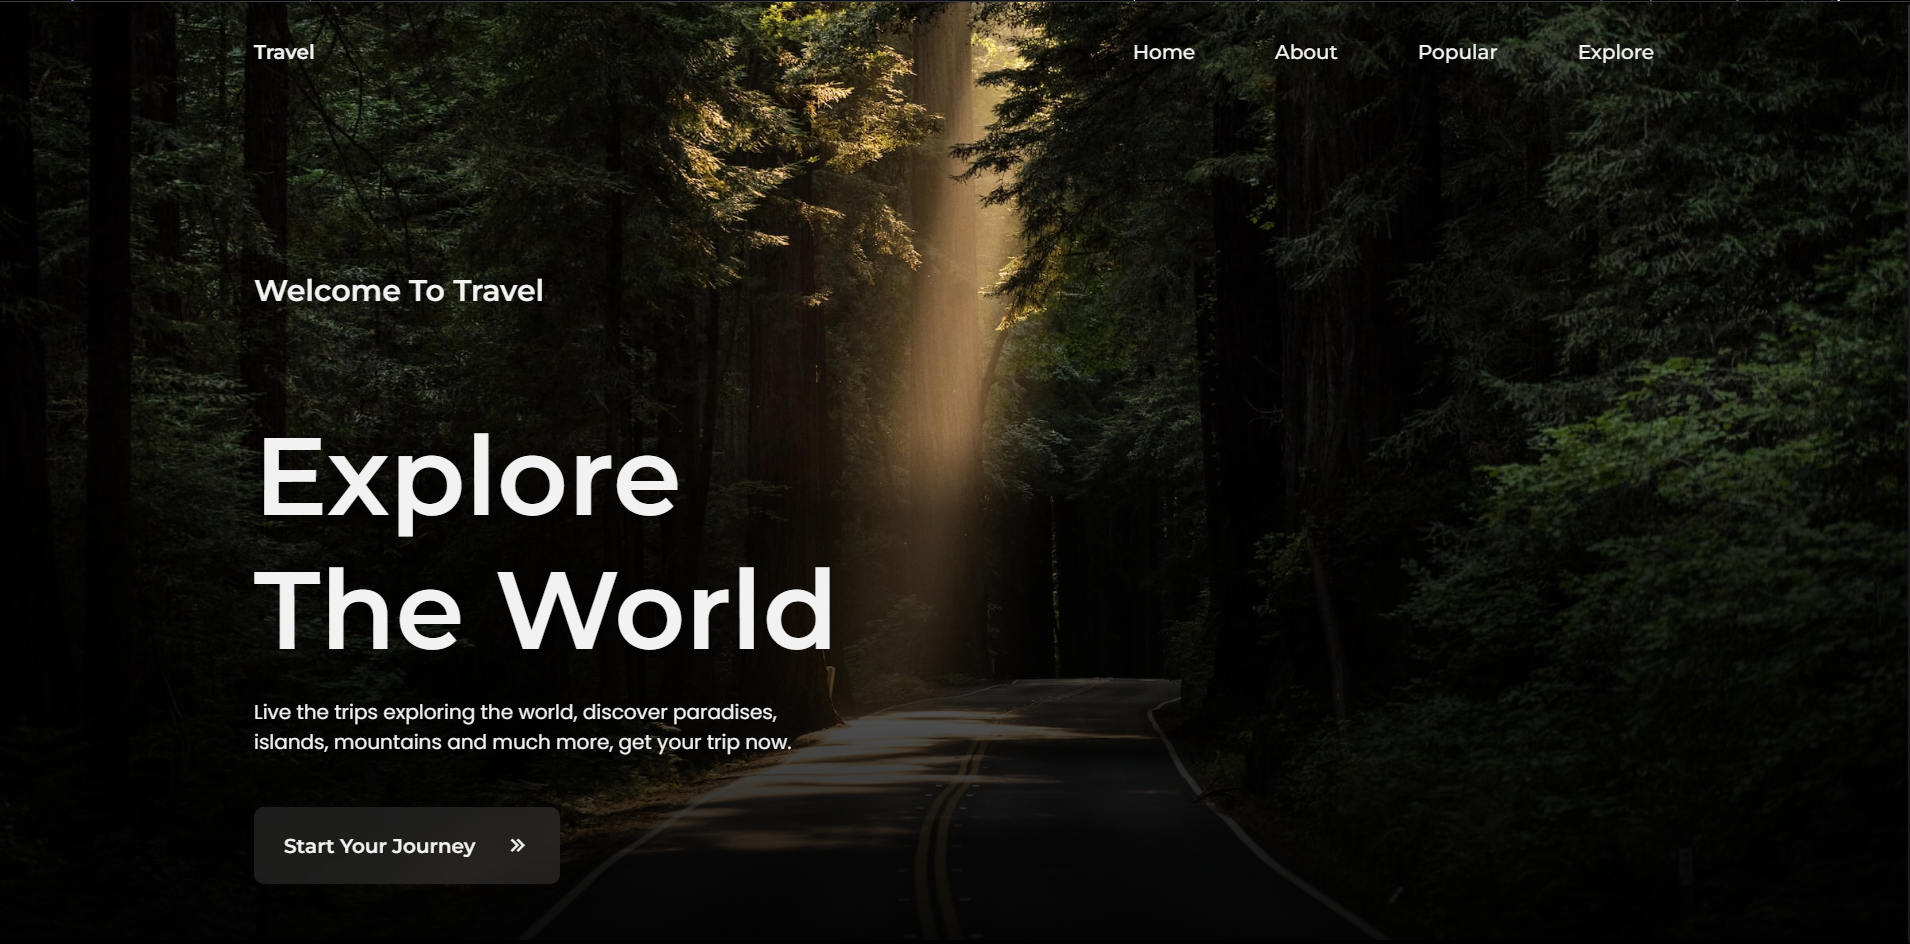 Travel
Home
About
Popular
Explore
Welcome To Travel
Explore
The World
Live the trips exploring the world, discover paradises,
islands, mountains and much more, get your trip now.
Start Your Journey